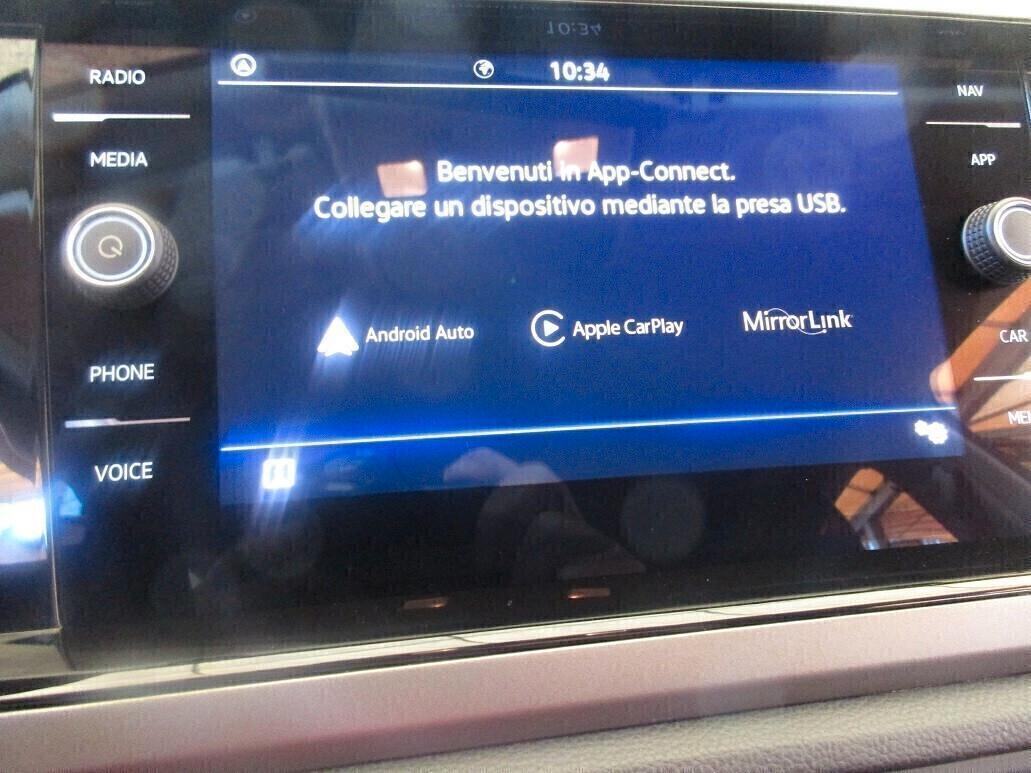 RADIO
MEDIA
PHONE
VOICE
10:34
Benvenuti in App-Connect.
Collegare un dispositivo mediante la presa USB.
Android Auto
Apple CarPlay
MirrorLink
NAV
APP
CAR